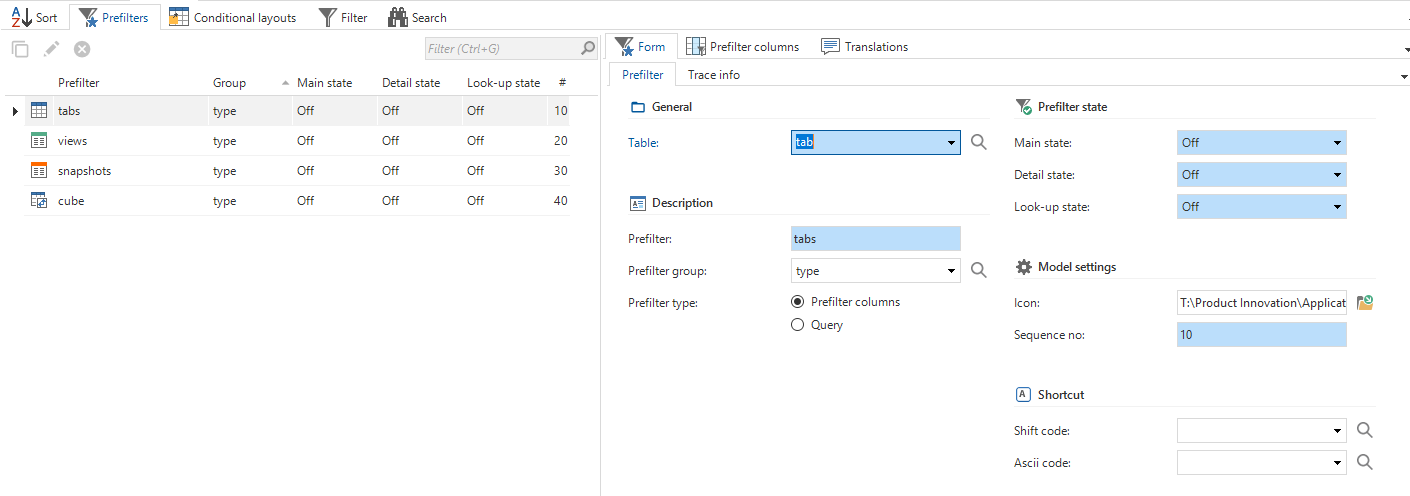 Sort Prefilters Conditional layouts Filter Search
Filter (Ctrl+G)
Prefilter Group Main state Detail state Look-up state #
tabs type Off Off Off 10
views type Off Off Off 20
snapshots type Off Off Off 30
cube type Off Off Off 40
Form Prefilter columns Translations
Prefilter Trace info
General
Table: tab
Description
Prefilter: tabs
Prefilter group: type
Prefilter type: Prefilter columns
Query
Prefilter state
Main state: Off
Detail state: Off
Look-up state: Off
Model settings
Icon: T:\Product Innovation\Applicat
Sequence no: 10
Shortcut
Shift code:
Ascii code: